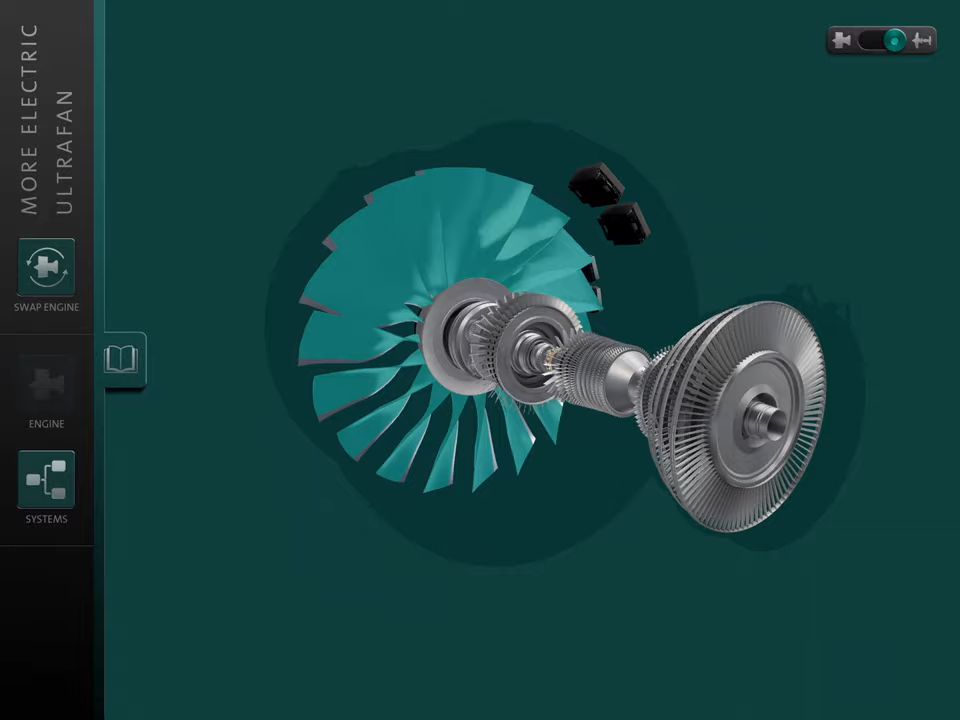 MORE ELECTRIC
ULTRAFAN
SWAP ENGINE
ENGINE
SYSTEMS